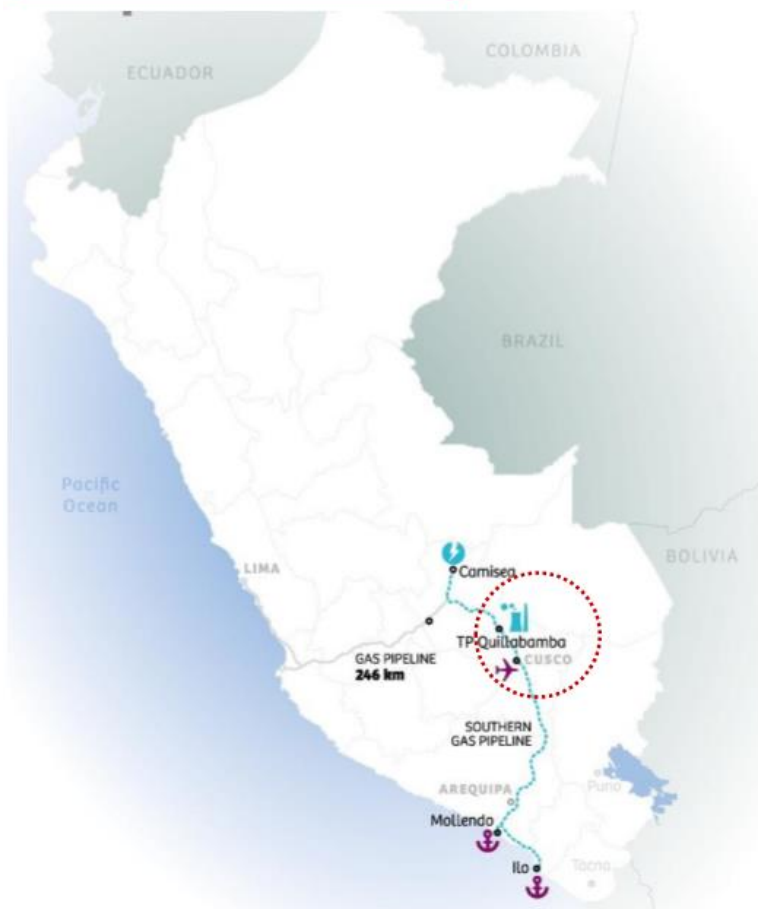 COLOMBIA
ECUADOR
BRAZIL
Pacific
Ocean
BOLIVIA
LIMA
Camisea
TP-Quillabamba
CUSCO
GAS PIPELINE
246 km
SOUTHERN
GAS PIPELINE
AREQUIPA
Puno
Mollendo
Ilo
Tacna